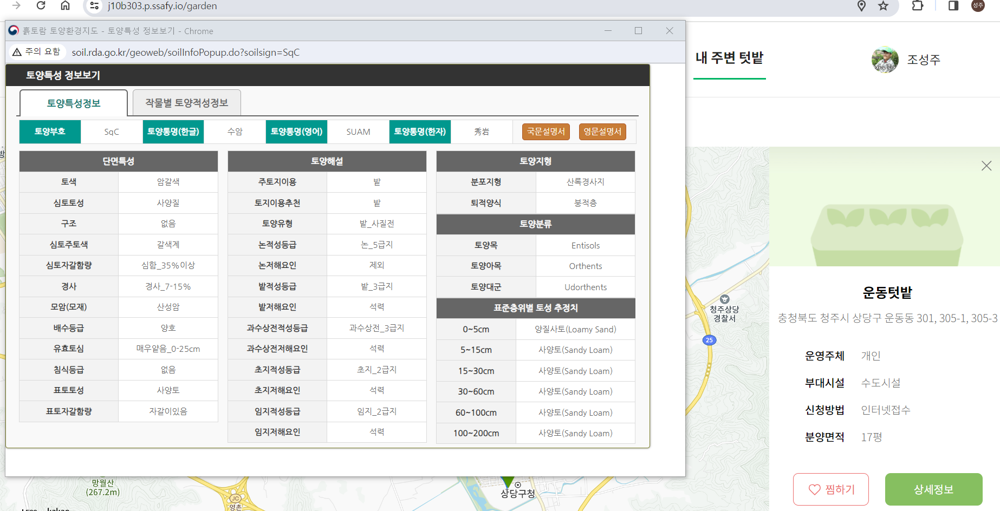 j10b303.p.ssafy.io/garden
성주
흙토람 토양환경지도 - 토양특성 정보보기 - Chrome
주의 요함 soil.rda.go.kr/geoweb/soilInfoPopup.do?soilsign=SqC
내 주변 텃밭
조성주
토양특성 정보보기
토양특성정보 작물별 토양적성정보
토양부호 SqC 토양통명(한글) 수암 토양통명(영어) SUAM 토양통명(한자) 秀岩 국문설명서 영문설명서
단면특성
토색 암갈색
심토토성 사양질
구조 없음
심토주토색 갈색계
심토자갈함량 심함_35%이상
경사 경사_7-15%
모암(모재) 산성암
배수등급 양호
유효토심 매우얕음_0-25cm
침식등급 없음
표토토성 사양토
표토자갈함량 자갈이있음
토양해설
주토지이용 밭
토지이용추천 밭
토양유형 밭_사질전
논적성등급 논_5급지
논저해요인 제외
밭적성등급 밭_3급지
밭저해요인 석력
과수상전적성등급 과수상전_3급지
과수상전저해요인 석력
초지적성등급 초지_2급지
초지저해요인 석력
임지적성등급 임지_2급지
임지저해요인 석력
토양지형
분포지형 산록경사지
퇴적양식 붕적층
토양분류
토양목 Entisols
토양아목 Orthents
토양대군 Udorthents
표준층위별 토성 추정치
0~5cm 양질사토(Loamy Sand)
5~15cm 사양토(Sandy Loam)
15~30cm 사양토(Sandy Loam)
30~60cm 사양토(Sandy Loam)
60~100cm 사양토(Sandy Loam)
100~200cm 사양토(Sandy Loam)
청주상당
경찰서
25
망월산
(267.2m)
JC
양촌
상당구청
운동텃밭
충청북도 청주시 상당구 운동동 301, 305-1, 305-3
운영주체 개인
부대시설 수도시설
신청방법 인터넷접수
분양면적 17평
찜하기
상세정보